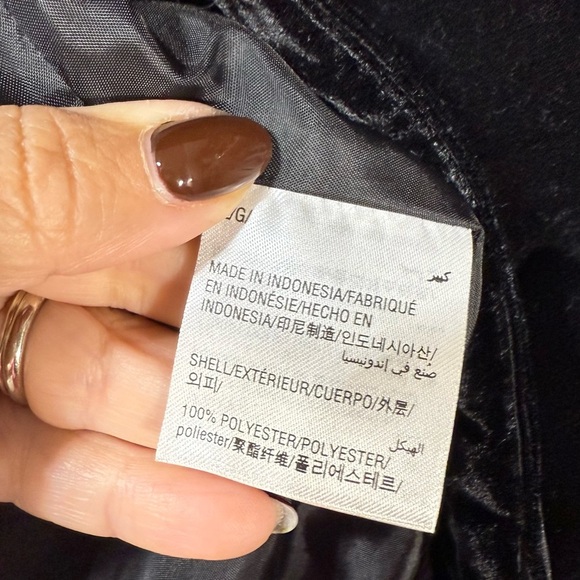 /G/
كبير
MADE IN INDONESIA/FABRIQUÉ
EN INDONÉSIE/HECHO EN
INDONESIA/印尼制造/인도네시아산/
صنع في اندونيسيا
SHELL/EXTÉRIEUR/CUERPO/外层/
외피/
الهيكل
100% POLYESTER/POLYESTER/
poliester/聚酯纤维/폴리에스테르/